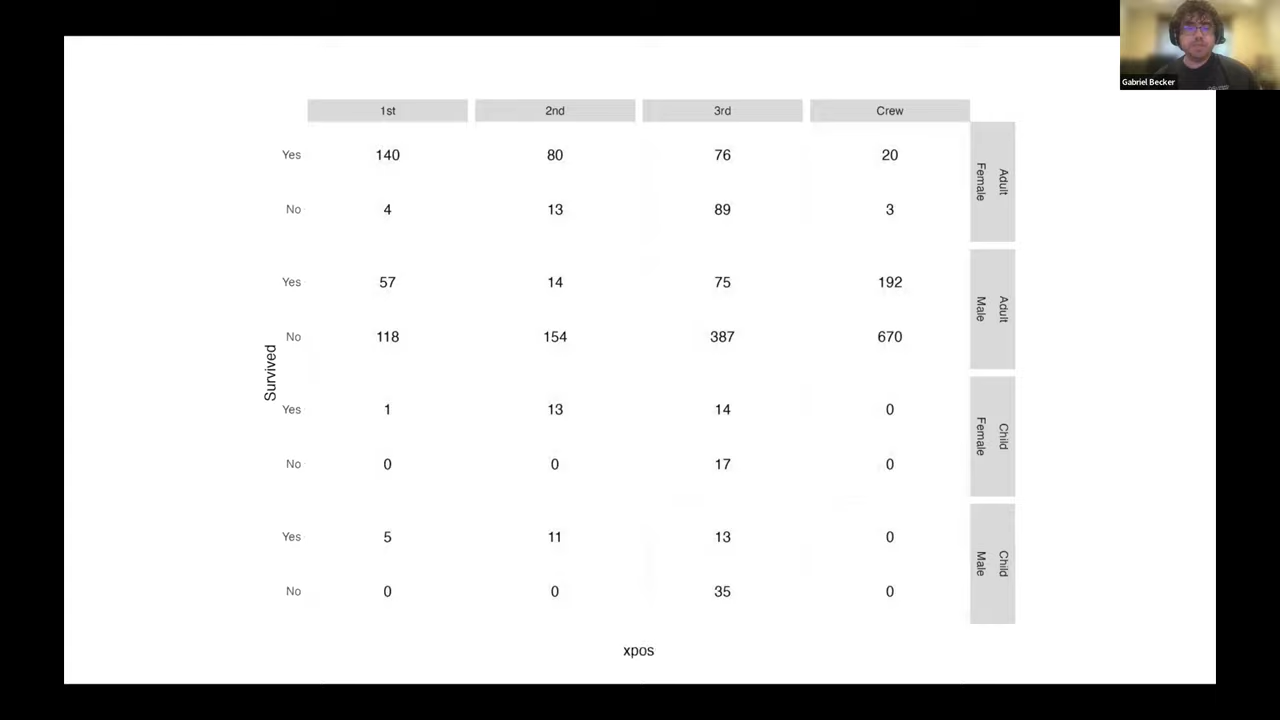 Gabriel Becker
1st 2nd 3rd Crew
Yes 140 80 76 20
No 4 13 89 3
Adult
Female
Yes 57 14 75 192
No 118 154 387 670
Adult
Male
Survived
Yes 1 13 14 0
No 0 0 17 0
Child
Female
Yes 5 11 13 0
No 0 0 35 0
Child
Male
xpos